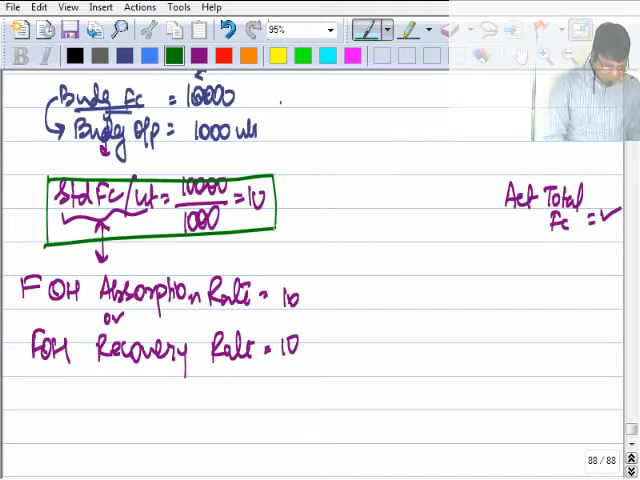 File Edit View Insert Actions Tools Help
95%
Budg Fc = 10000
Budg O/p = 1000 uts
Std Fc/ut = 10000/1000 = 10
Act Total
Fc = ✓
FOH Absorption Rate = 10
or
FOH Recovery Rate = 10
88 / 88